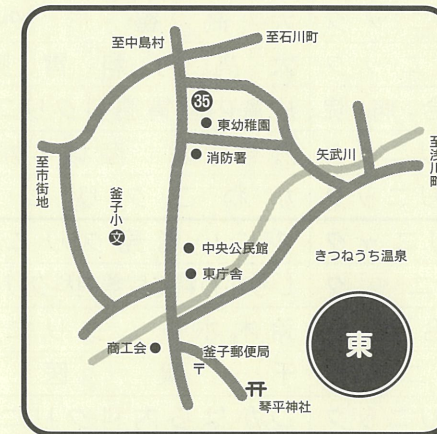 至中島村
至石川町
35
東幼稚園
消防署
矢武川
至浅川町
至市街地
釜子小
文
中央公民館
東庁舎
きつねうち温泉
東
商工会
釜子郵便局
〒
琴平神社